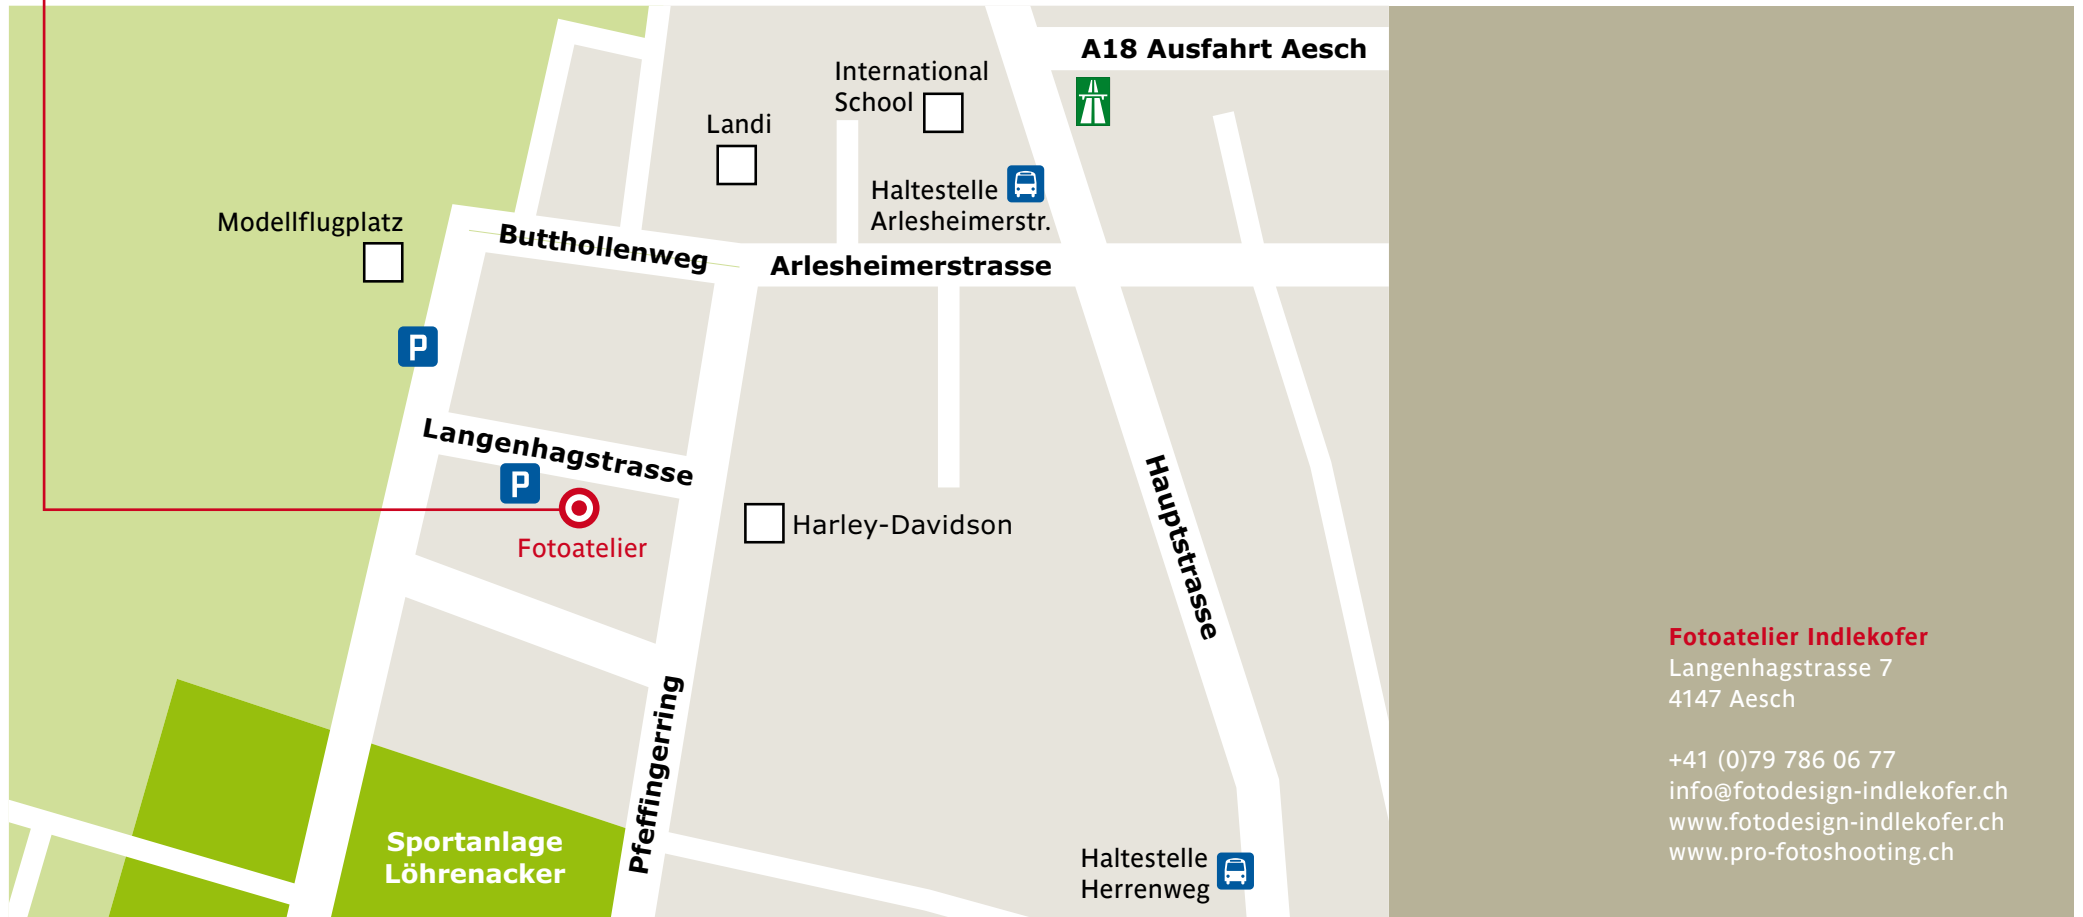 A18 Ausfahrt Aesch
International
School
Landi
Haltestelle
Arlesheimerstr.
Modellflugplatz
Butthollenweg
Arlesheimerstrasse
P
Langenhagstrasse
P
Fotoatelier
Harley-Davidson
Hauptstrasse
Pfeffingerring
Sportanlage
Löhrenacker
Haltestelle
Herrenweg
Fotoatelier Indlekofer
Langenhagstrasse 7
4147 Aesch
+41 (0)79 786 06 77
info@fotodesign-indlekofer.ch
www.fotodesign-indlekofer.ch
www.pro-fotoshooting.ch